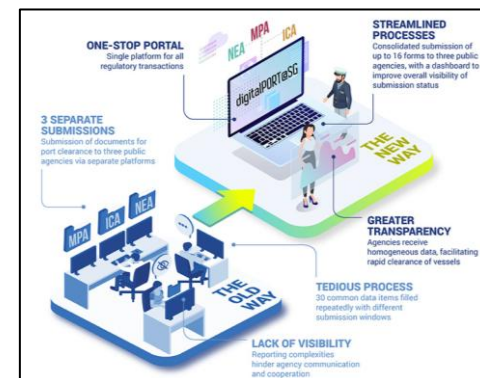 ONE-STOP PORTAL
Single platform for all
regulatory transactions
NEA
MPA
ICA
digitalPORT@SG
STREAMLINED
PROCESSES
Consolidated submission of
up to 16 forms to three public
agencies, with a dashboard to
improve overall visibility of
submission status
THE NEW
WAY
3 SEPARATE
SUBMISSIONS
Submission of documents for
port clearance to three public
agencies via separate platforms
MPA
ICA
NEA
GREATER
TRANSPARENCY
Agencies receive
homogeneous data, facilitating
rapid clearance of vessels
THE OLD
WAY
TEDIOUS PROCESS
30 common data items filled
repeatedly with different
submission windows
LACK OF VISIBILITY
Reporting complexities
hinder agency communication
and cooperation